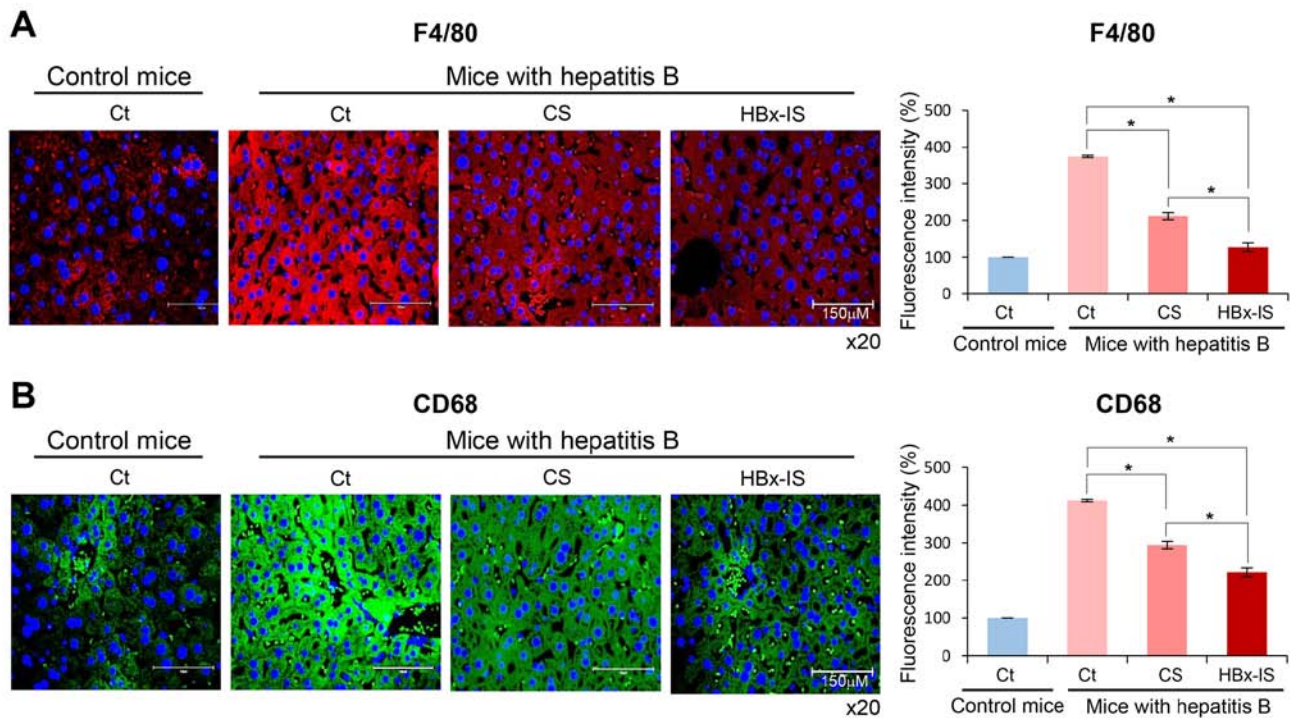 A
F4/80
Control mice
Mice with hepatitis B
Ct
Ct
CS
HBx-IS
150µM
x20
F4/80
Fluorescence intensity (%)
500
400
300
200
100
0
*
*
*
Ct
Ct
CS
HBx-IS
Control mice
Mice with hepatitis B
B
CD68
Control mice
Mice with hepatitis B
Ct
Ct
CS
HBx-IS
150µM
x20
CD68
Fluorescence intensity (%)
500
400
300
200
100
0
*
*
*
Ct
Ct
CS
HBx-IS
Control mice
Mice with hepatitis B